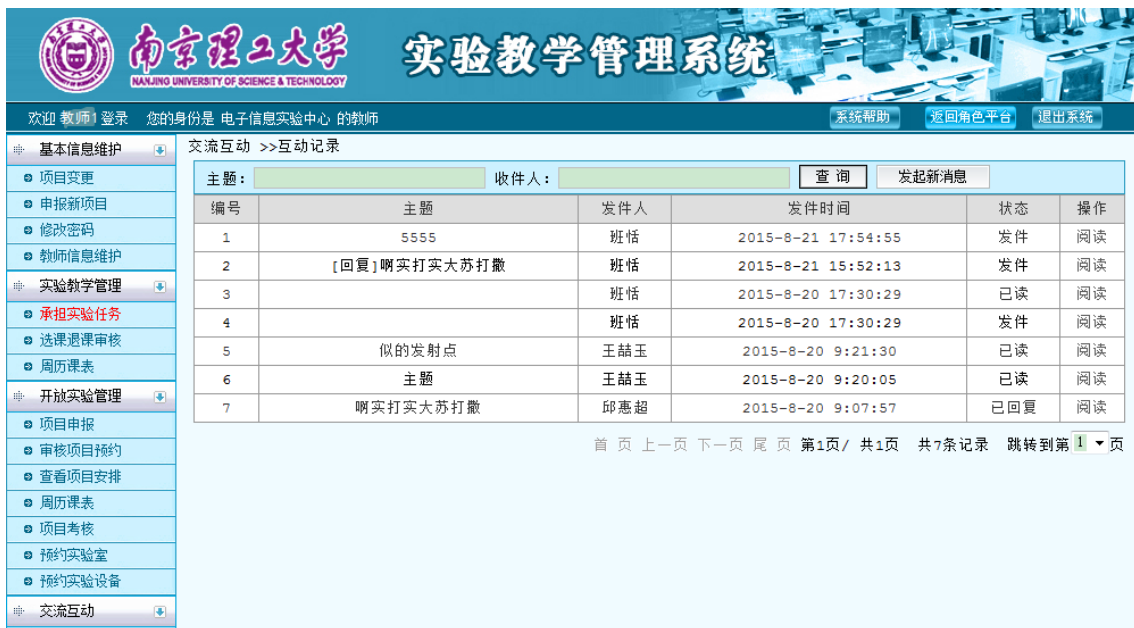 南京理工大学 实验教学管理系统
NANJING UNIVERSITY OF SCIENCE & TECHNOLOGY
欢迎 教师1 登录 您的身份是 电子信息实验中心 的教师 系统帮助 返回角色平台 退出系统
基本信息维护
项目变更
申报新项目
修改密码
教师信息维护
实验教学管理
承担实验任务
选课退课审核
周历课表
开放实验管理
项目申报
审核项目预约
查看项目安排
周历课表
项目考核
预约实验室
预约实验设备
交流互动
交流互动 >>互动记录
主题: 收件人: 查 询 发起新消息
编号 主题 发件人 发件时间 状态 操作
1 5555 班恬 2015-8-21 17:54:55 发件 阅读
2 [回复]啊实打实大苏打撒 班恬 2015-8-21 15:52:13 发件 阅读
3 班恬 2015-8-20 17:30:29 已读 阅读
4 班恬 2015-8-20 17:30:29 发件 阅读
5 似的发射点 王喆玉 2015-8-20 9:21:30 已读 阅读
6 主题 王喆玉 2015-8-20 9:20:05 已读 阅读
7 啊实打实大苏打撒 邱惠超 2015-8-20 9:07:57 已回复 阅读
首 页 上一页 下一页 尾 页 第1页/ 共1页 共7条记录 跳转到第 1 页